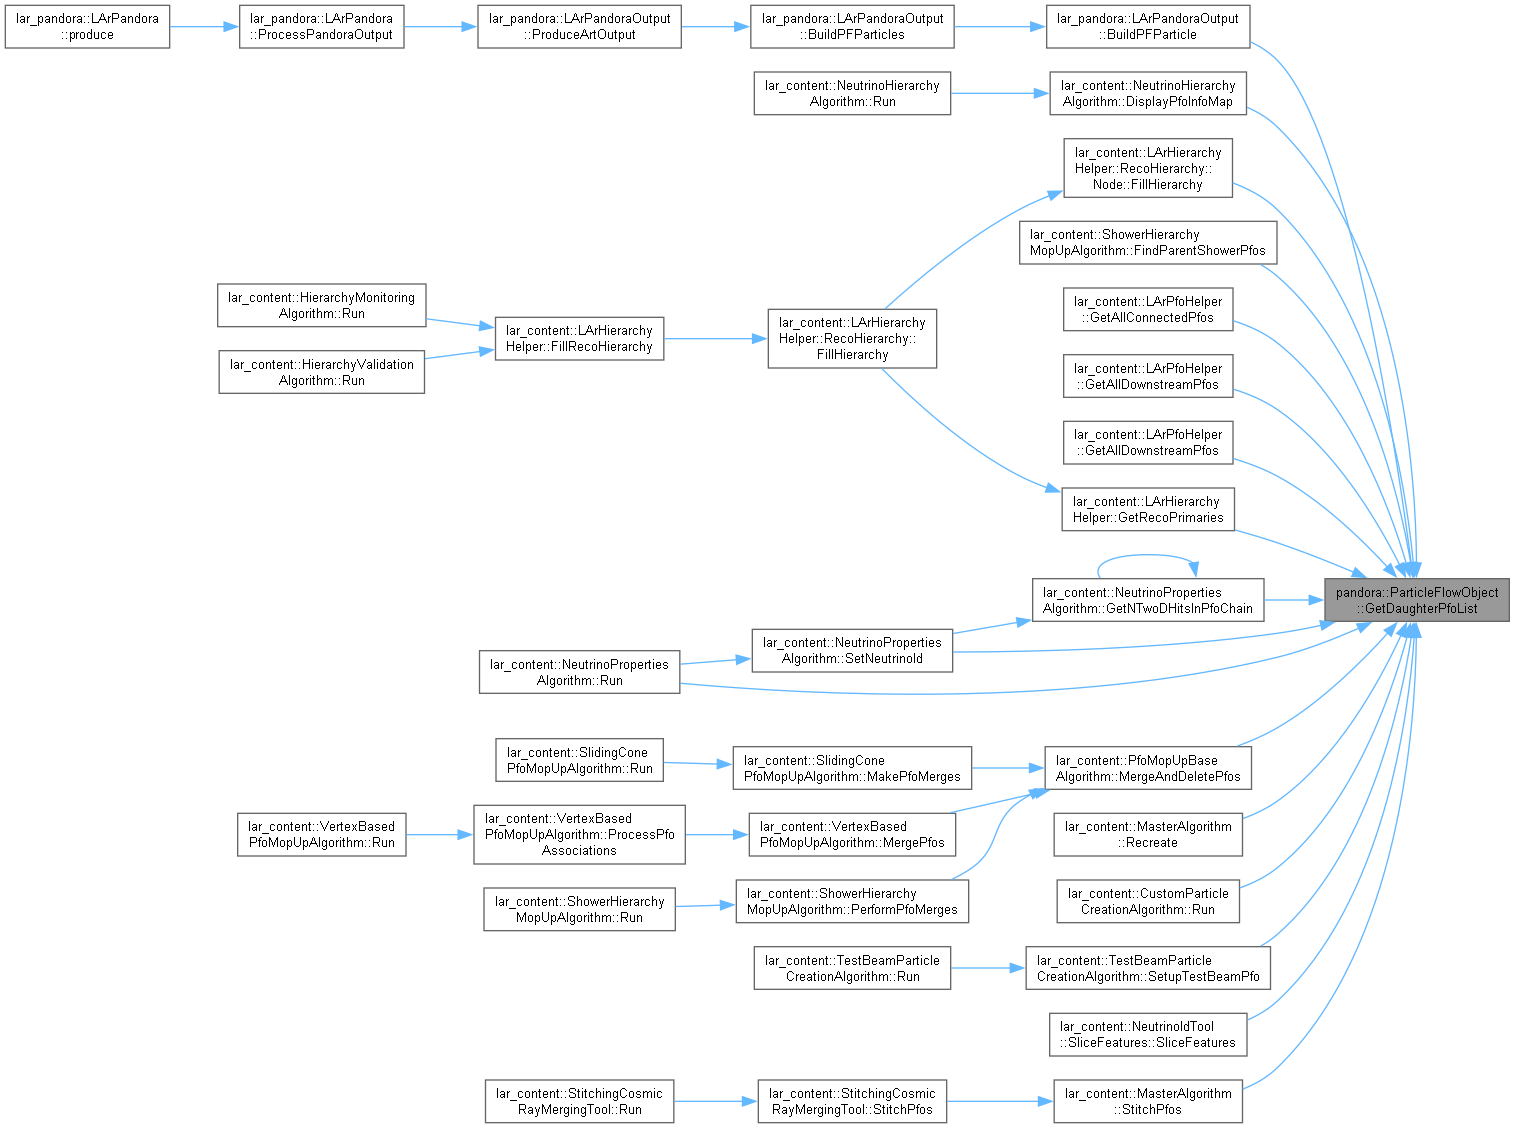 lar_pandora::LArPandora
::produce
lar_pandora::LArPandora
::ProcessPandoraOutput
lar_pandora::LArPandoraOutput
::ProduceArtOutput
lar_pandora::LArPandoraOutput
::BuildPFParticles
lar_pandora::LArPandoraOutput
::BuildPFParticle
lar_content::NeutrinoHierarchy
Algorithm::Run
lar_content::NeutrinoHierarchy
Algorithm::DisplayPfoInfoMap
lar_content::LArHierarchy
Helper::RecoHierarchy::
Node::FillHierarchy
lar_content::ShowerHierarchy
MopUpAlgorithm::FindParentShowerPfos
lar_content::HierarchyMonitoring
Algorithm::Run
lar_content::HierarchyValidation
Algorithm::Run
lar_content::LArHierarchy
Helper::FillRecoHierarchy
lar_content::LArHierarchy
Helper::RecoHierarchy::
FillHierarchy
lar_content::LArPfoHelper
::GetAllConnectedPfos
lar_content::LArPfoHelper
::GetAllDownstreamPfos
lar_content::LArPfoHelper
::GetAllDownstreamPfos
lar_content::LArHierarchy
Helper::GetRecoPrimaries
lar_content::NeutrinoProperties
Algorithm::GetNTwoDHitsInPfoChain
pandora::ParticleFlowObject
::GetDaughterPfoList
lar_content::NeutrinoProperties
Algorithm::SetNeutrinoId
lar_content::NeutrinoProperties
Algorithm::Run
lar_content::SlidingCone
PfoMopUpAlgorithm::Run
lar_content::SlidingCone
PfoMopUpAlgorithm::MakePfoMerges
lar_content::PfoMopUpBase
Algorithm::MergeAndDeletePfos
lar_content::VertexBased
PfoMopUpAlgorithm::Run
lar_content::VertexBased
PfoMopUpAlgorithm::ProcessPfo
Associations
lar_content::VertexBased
PfoMopUpAlgorithm::MergePfos
lar_content::MasterAlgorithm
::Recreate
lar_content::ShowerHierarchy
MopUpAlgorithm::Run
lar_content::ShowerHierarchy
MopUpAlgorithm::PerformPfoMerges
lar_content::CustomParticle
CreationAlgorithm::Run
lar_content::TestBeamParticle
CreationAlgorithm::Run
lar_content::TestBeamParticle
CreationAlgorithm::SetupTestBeamPfo
lar_content::NeutrinoIdTool
::SliceFeatures::SliceFeatures
lar_content::StitchingCosmic
RayMergingTool::Run
lar_content::StitchingCosmic
RayMergingTool::StitchPfos
lar_content::MasterAlgorithm
::StitchPfos